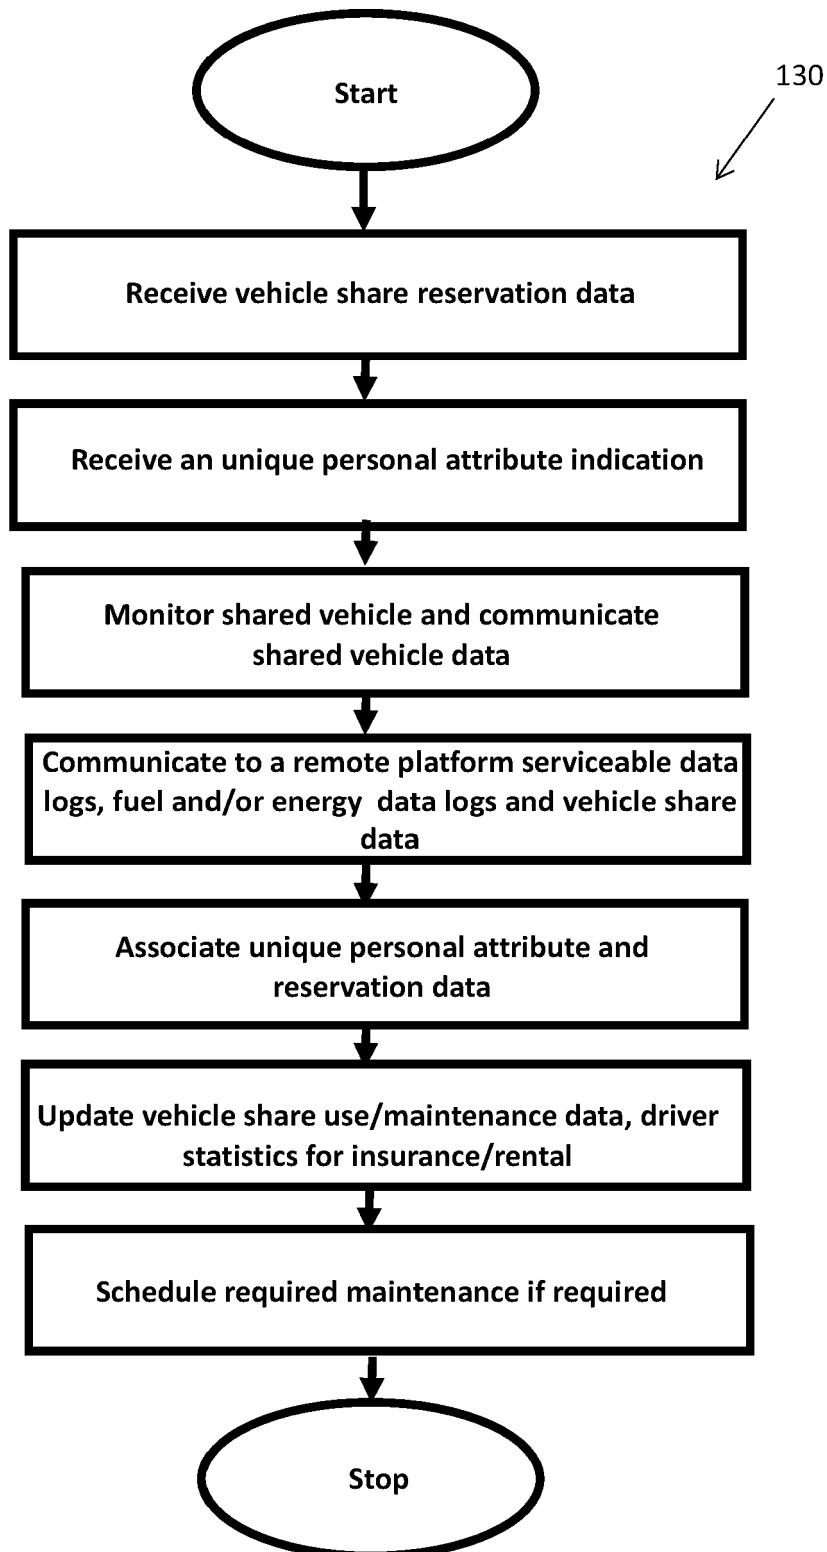 Start
130
Receive vehicle share reservation data
Receive an unique personal attribute indication
Monitor shared vehicle and communicate
shared vehicle data
Communicate to a remote platform serviceable data
logs, fuel and/or energy data logs and vehicle share
data
Associate unique personal attribute and
reservation data
Update vehicle share use/maintenance data, driver
statistics for insurance/rental
Schedule required maintenance if required
Stop